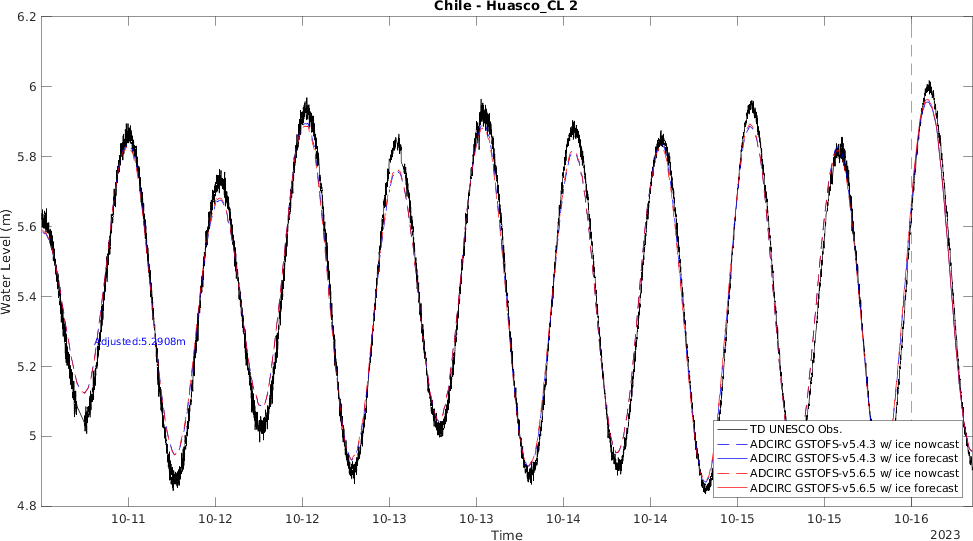 Chile - Huasco_CL 2
6.2
6
5.8
5.6
5.4
5.2
5
4.8
Water Level (m)
Adjusted:5.2908m
TD UNESCO Obs.
ADCIRC GSTOFS-v5.4.3 w/ ice nowcast
ADCIRC GSTOFS-v5.4.3 w/ ice forecast
ADCIRC GSTOFS-v5.6.5 w/ ice nowcast
ADCIRC GSTOFS-v5.6.5 w/ ice forecast
10-11 10-12 10-12 10-13 10-13 10-14 10-14 10-15 10-15 10-16
Time
2023